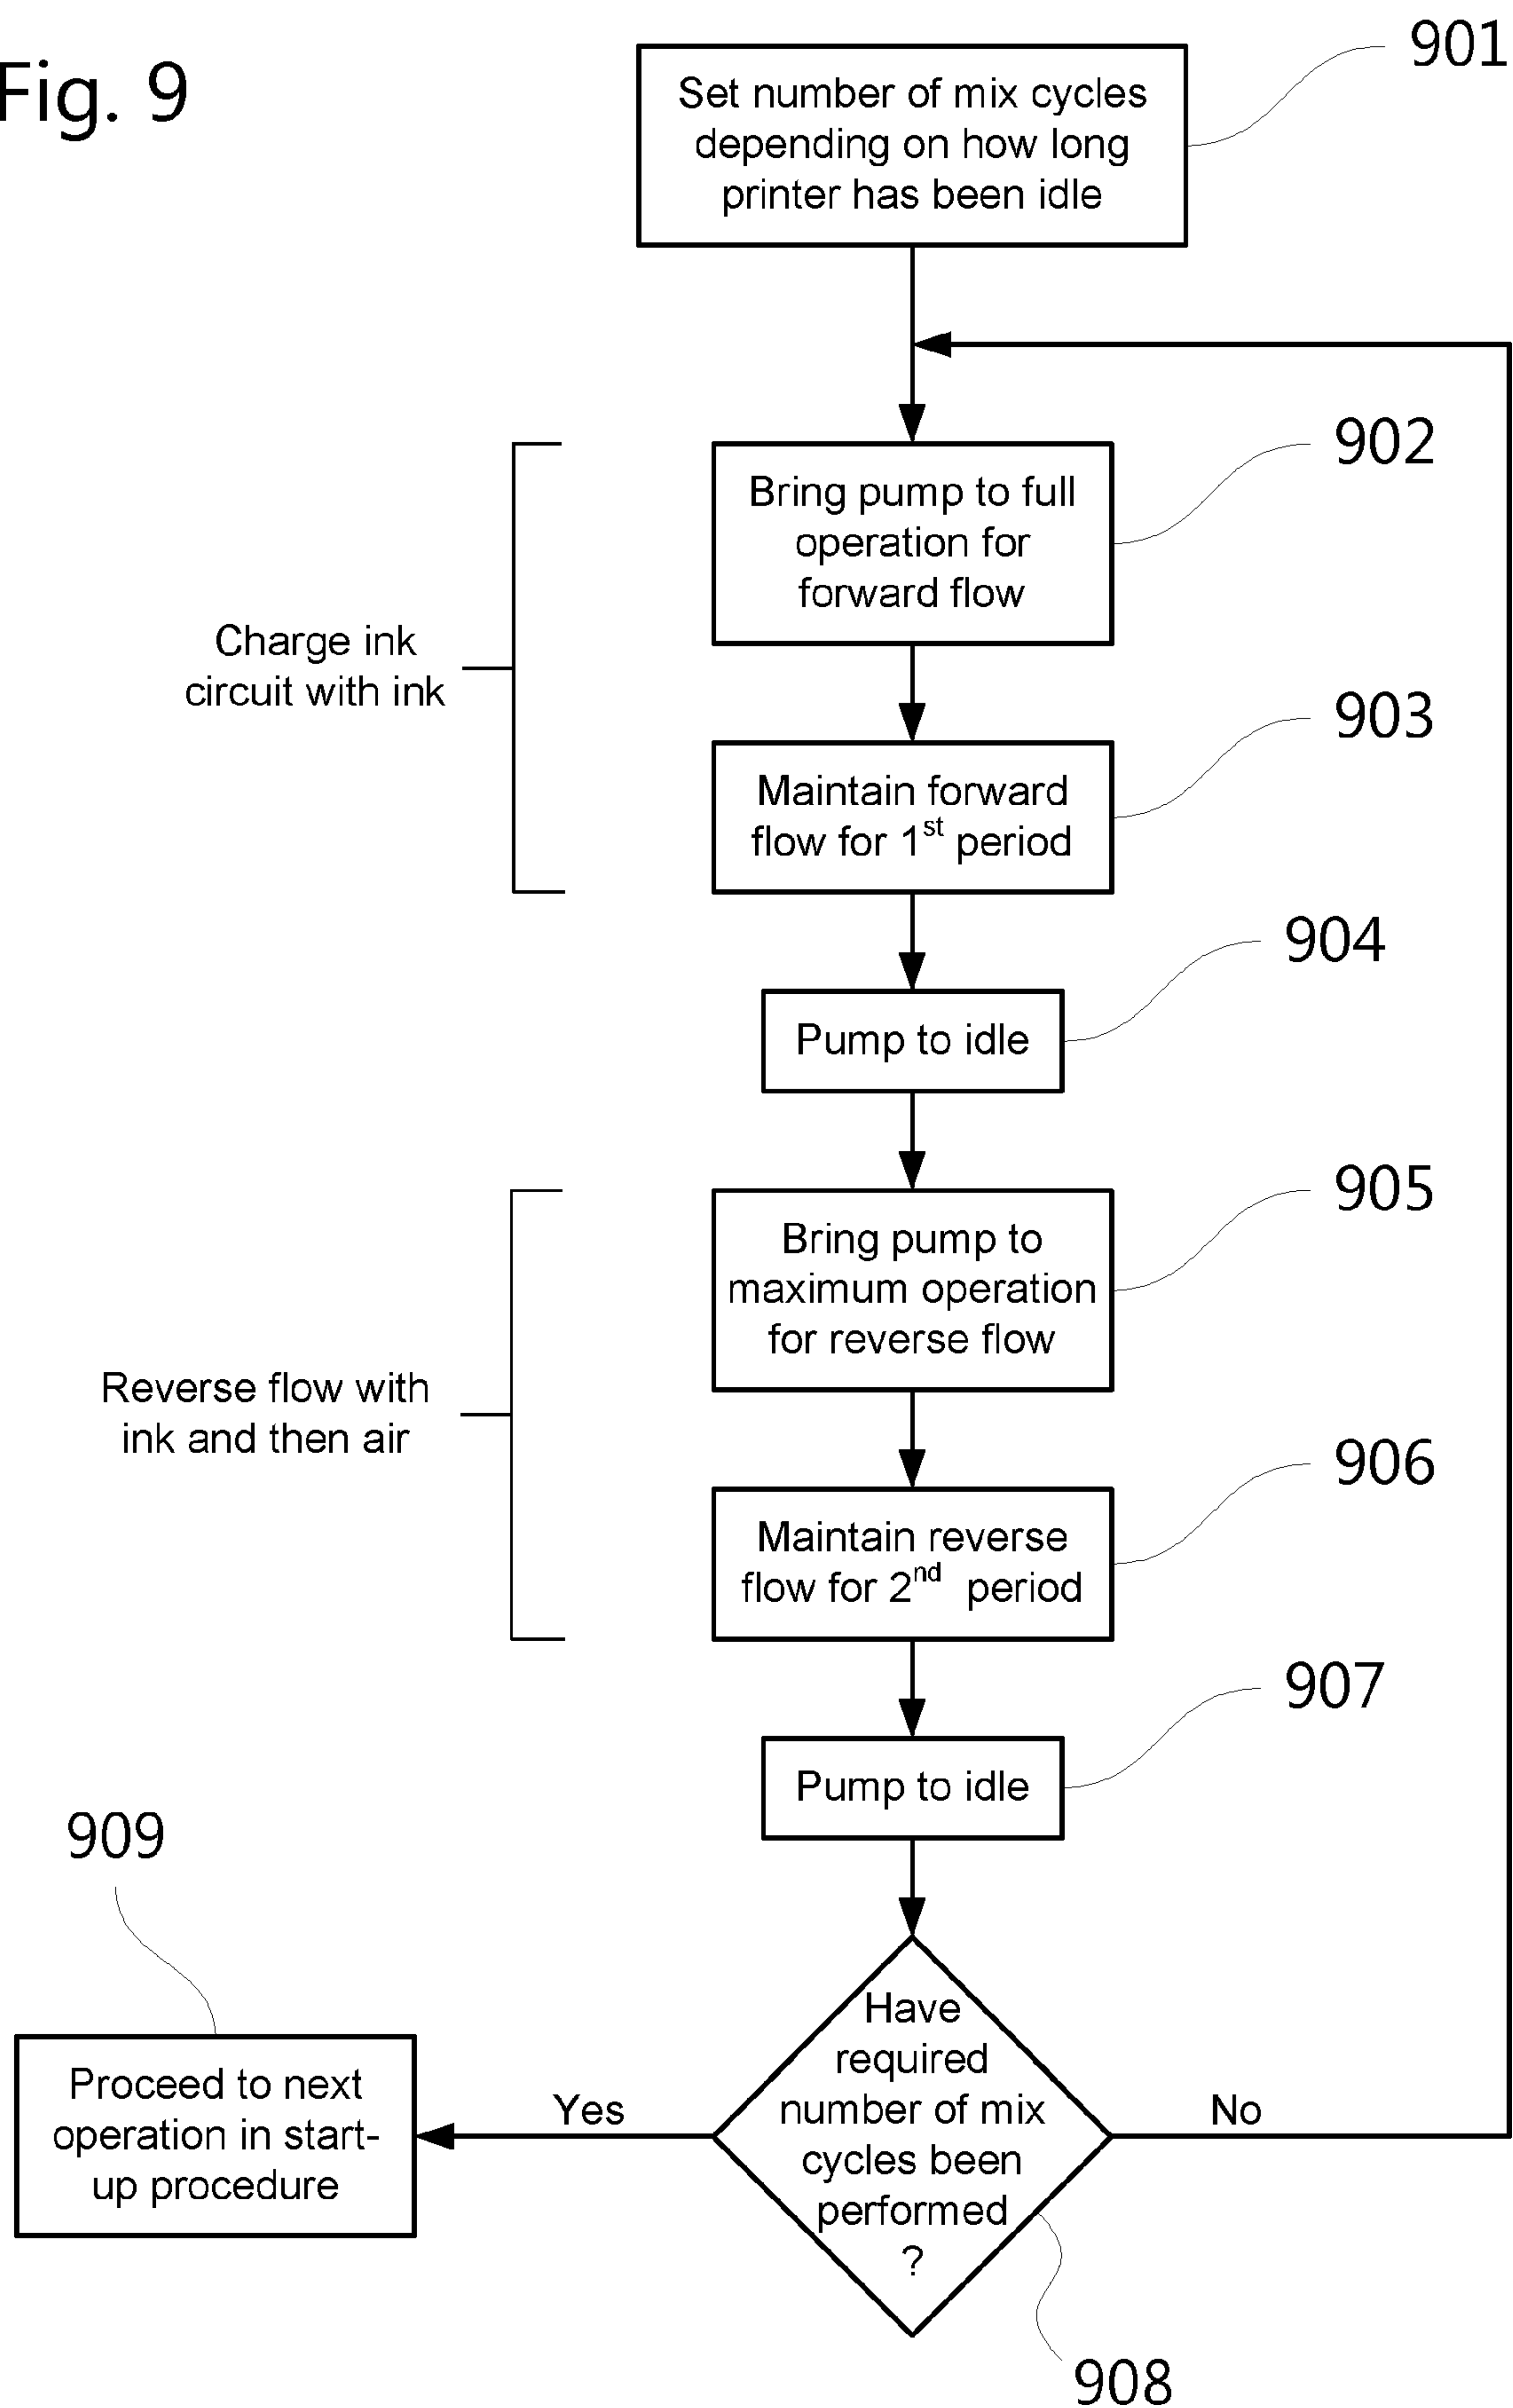 Fig. 9
901
Set number of mix cycles
depending on how long
printer has been idle
902
Bring pump to full
operation for
forward flow
Charge ink
circuit with ink
903
Maintain forward
flow for 1st period
904
Pump to idle
905
Bring pump to
maximum operation
for reverse flow
Reverse flow with
ink and then air
906
Maintain reverse
flow for 2nd period
907
Pump to idle
909
Proceed to next
operation in start-
up procedure
Yes
Have
required
number of mix
cycles been
performed
?
No
908